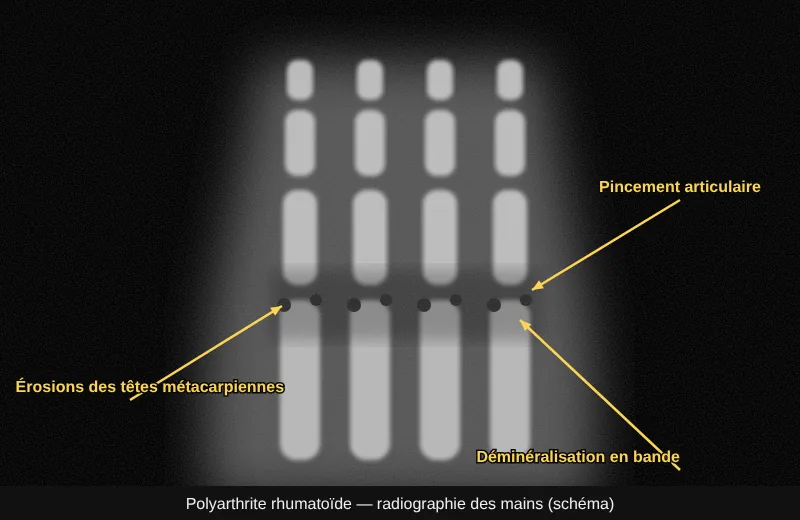 Pincement articulaire
Érosions des têtes métacarpiennes
Déminéralisation en bande
Polyarthrite rhumatoïde — radiographie des mains (schéma)